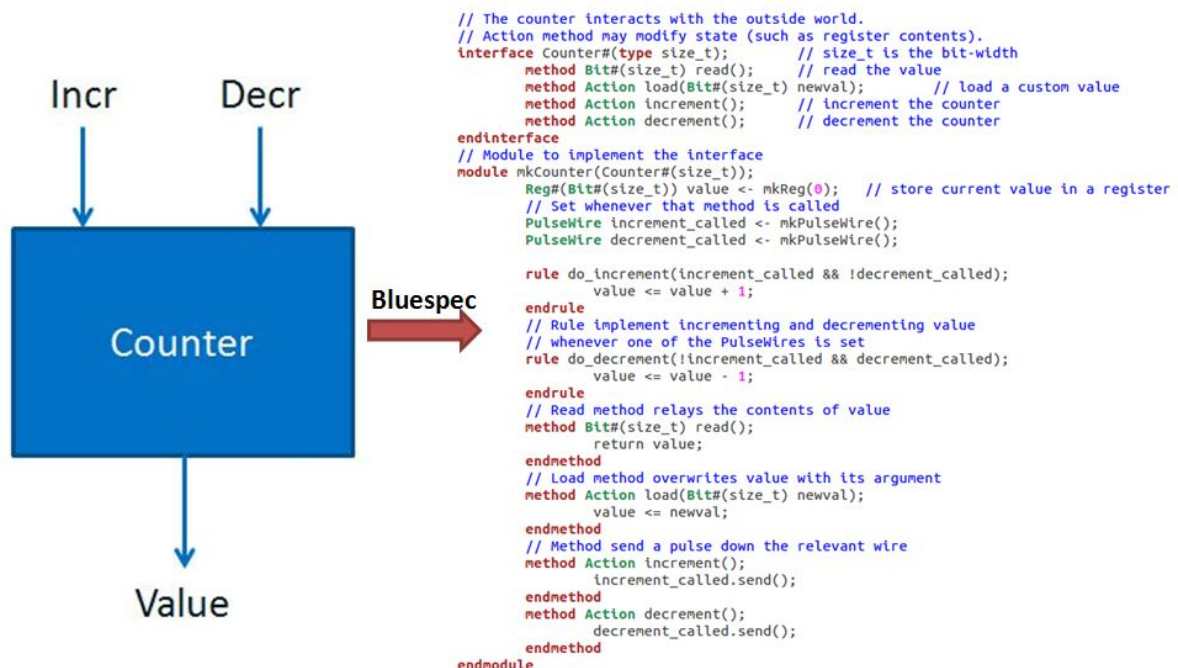 Incr
Decr
Counter
Value
Bluespec
// The counter interacts with the outside world.
// Action method may modify state (such as register contents).
interface Counter#(type size_t);        // size_t is the bit-width
        method Bit#(size_t) read();     // read the value
        method Action load(Bit#(size_t) newval);        // load a custom value
        method Action increment();      // increment the counter
        method Action decrement();      // decrement the counter
endinterface
// Module to implement the interface
module mkCounter(Counter#(size_t));
        Reg#(Bit#(size_t)) value <- mkReg(0);   // store current value in a register
        // Set whenever that method is called
        PulseWire increment_called <- mkPulseWire();
        PulseWire decrement_called <- mkPulseWire();
        rule do_increment(increment_called && !decrement_called);
                value <= value + 1;
        endrule
        // Rule implement incrementing and decrementing value
        // whenever one of the PulseWires is set
        rule do_decrement(!increment_called && decrement_called);
                value <= value - 1;
        endrule
        // Read method relays the contents of value
        method Bit#(size_t) read();
                return value;
        endmethod
        // Load method overwrites value with its argument
        method Action load(Bit#(size_t) newval);
                value <= newval;
        endmethod
        // Method send a pulse down the relevant wire
        method Action increment();
                increment_called.send();
        endmethod
        method Action decrement();
                decrement_called.send();
        endmethod
endmodule